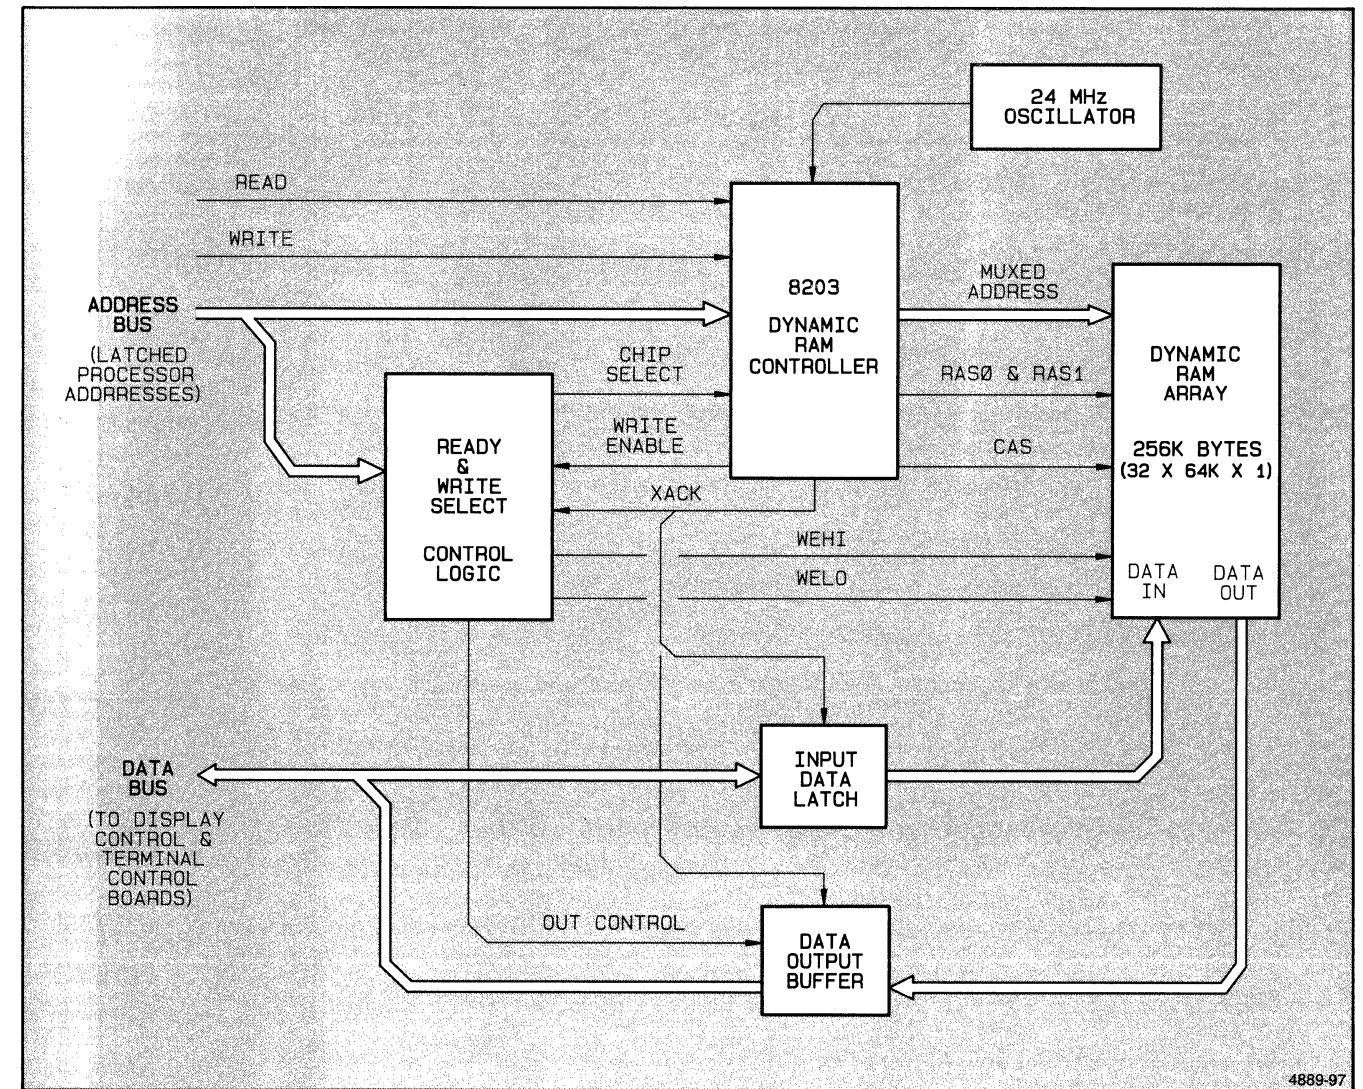 24 MHz
OSCILLATOR
READ
WRITE
ADDRESS
BUS
(LATCHED
PROCESSOR
ADDRRESSES)
8203
DYNAMIC
RAM
CONTROLLER
MUXED
ADDRESS
CHIP
SELECT
RASØ & RAS1
DYNAMIC
RAM
ARRAY
256K BYTES
(32 X 64K X 1)
READY
&
WRITE
SELECT
CONTROL
LOGIC
WRITE
ENABLE
CAS
XACK
WEHI
WELO
DATA
IN
DATA
OUT
DATA
BUS
(TO DISPLAY
CONTROL &
TERMINAL
CONTROL
BOARDS)
INPUT
DATA
LATCH
OUT CONTROL
DATA
OUTPUT
BUFFER
4889-97